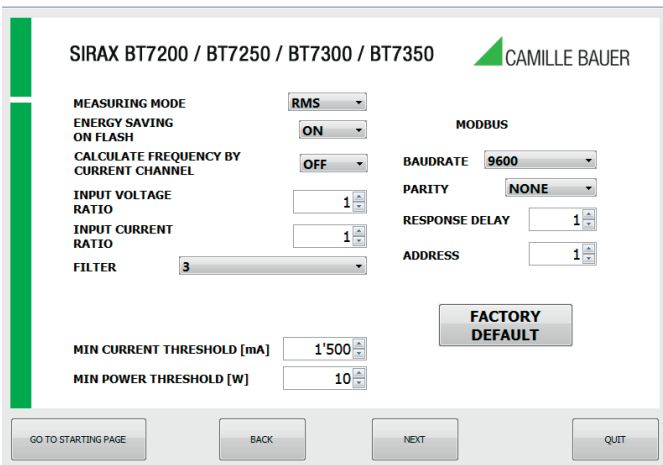 SIRAX BT7200 / BT7250 / BT7300 / BT7350
CAMILLE BAUER
MEASURING MODE
RMS
ENERGY SAVING
ON FLASH
ON
CALCULATE FREQUENCY BY
CURRENT CHANNEL
OFF
INPUT VOLTAGE
RATIO
1
INPUT CURRENT
RATIO
1
FILTER
3
MODBUS
BAUDRATE
9600
PARITY
NONE
RESPONSE DELAY
1
ADDRESS
1
FACTORY
DEFAULT
MIN CURRENT THRESHOLD [mA]
1'500
MIN POWER THRESHOLD [W]
10
GO TO STARTING PAGE
BACK
NEXT
QUIT